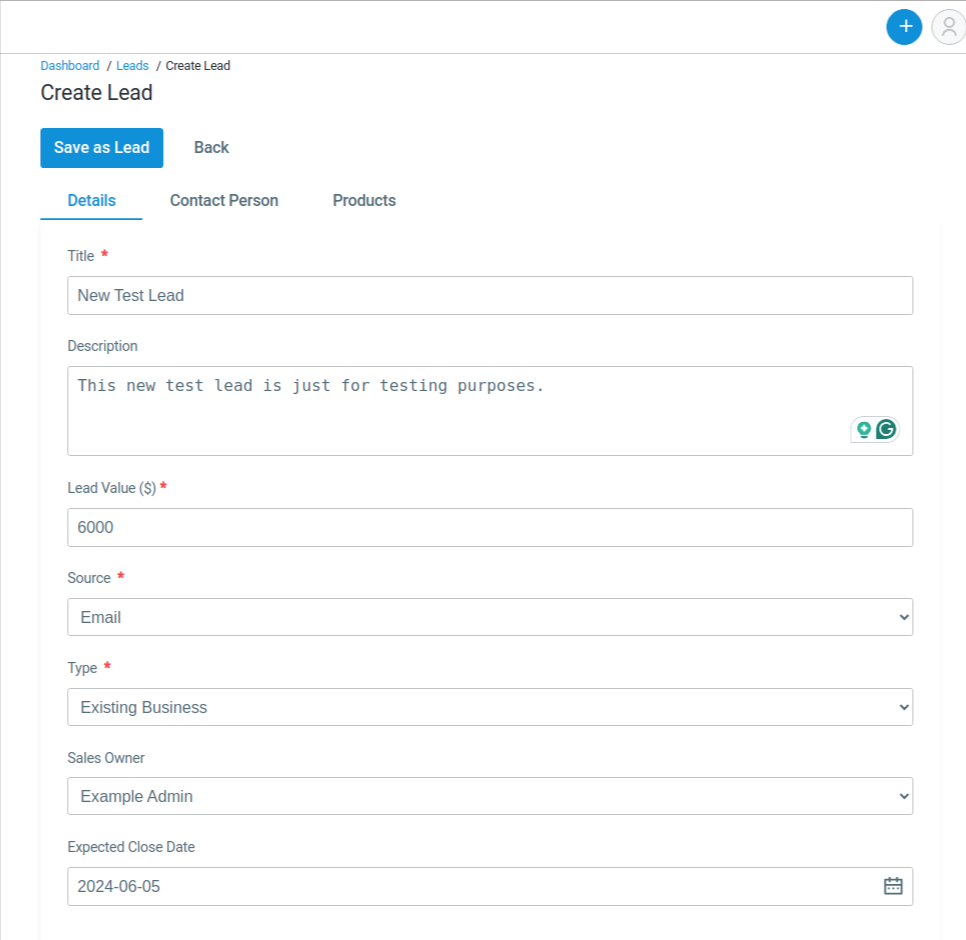 +
Dashboard / Leads / Create Lead
Create Lead
Save as Lead Back
Details Contact Person Products
Title *
New Test Lead
Description
This new test lead is just for testing purposes.
Lead Value ($) *
6000
Source *
Email
Type *
Existing Business
Sales Owner
Example Admin
Expected Close Date
2024-06-05